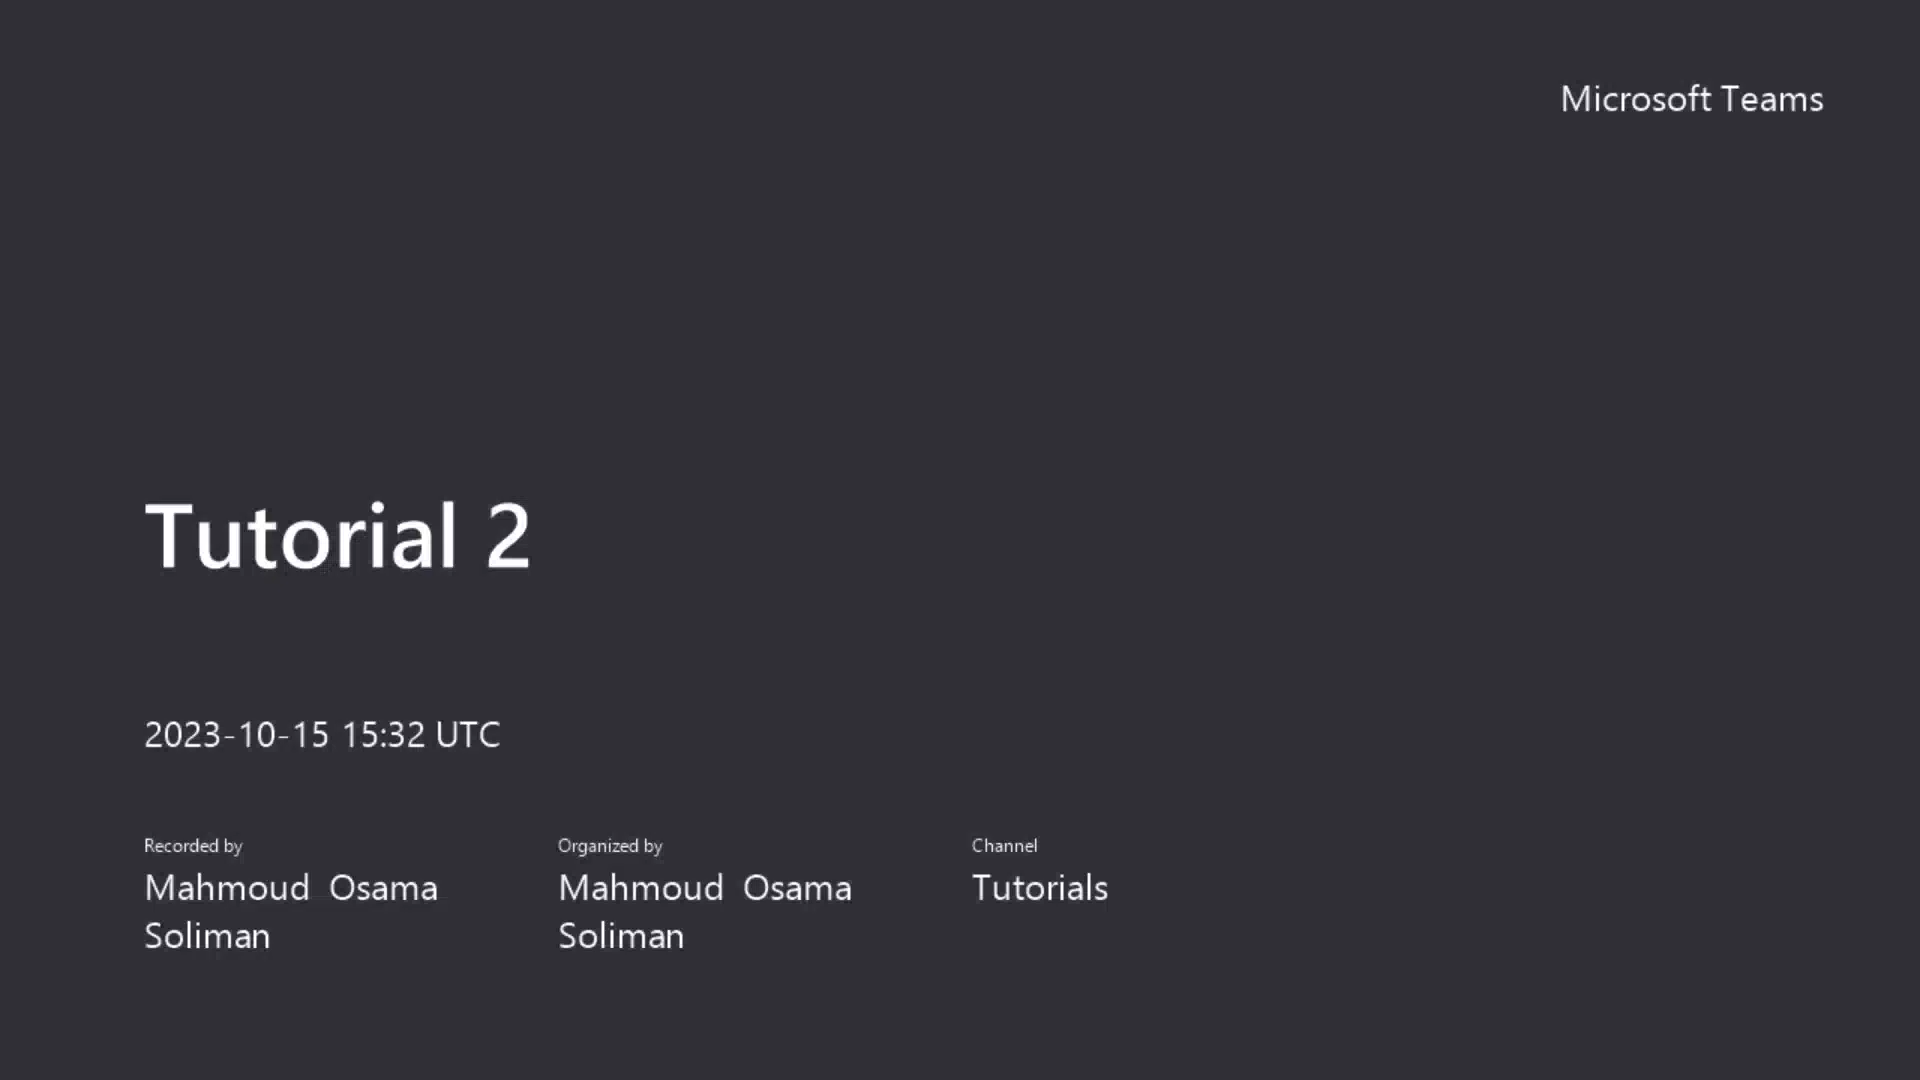 Microsoft Teams
Tutorial 2
2023-10-15 15:32 UTC
Recorded by
Mahmoud Osama
Soliman
Organized by
Mahmoud Osama
Soliman
Channel
Tutorials